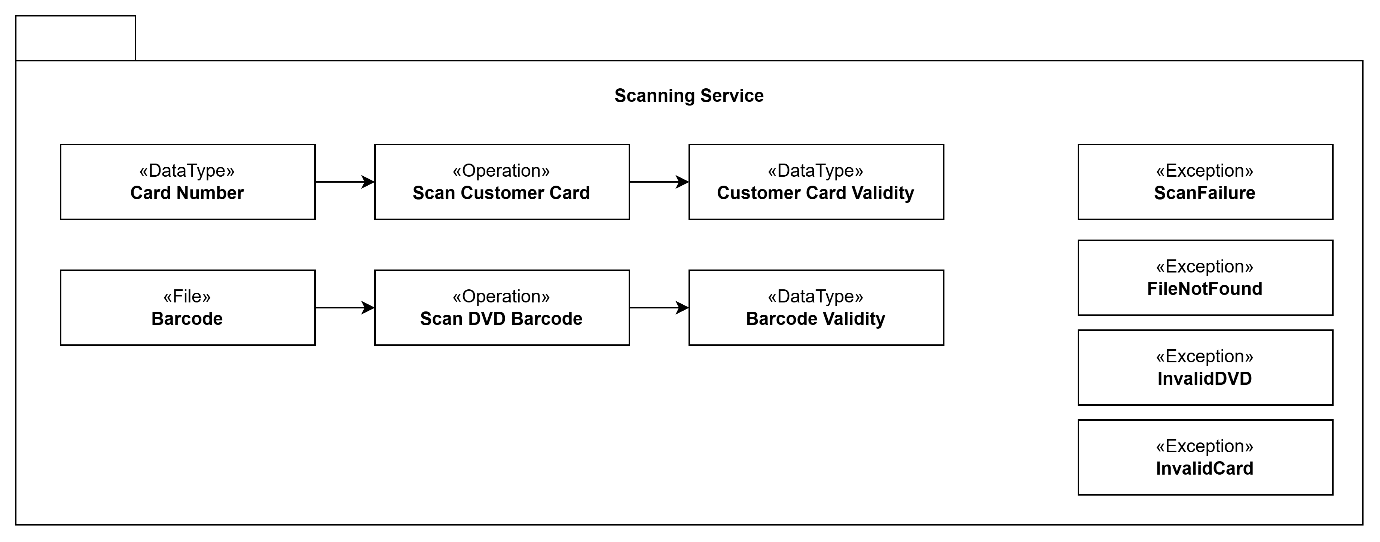 Scanning Service
«DataType»
Card Number
«Operation»
Scan Customer Card
«DataType»
Customer Card Validity
«File»
Barcode
«Operation»
Scan DVD Barcode
«DataType»
Barcode Validity
«Exception»
ScanFailure
«Exception»
FileNotFound
«Exception»
InvalidDVD
«Exception»
InvalidCard